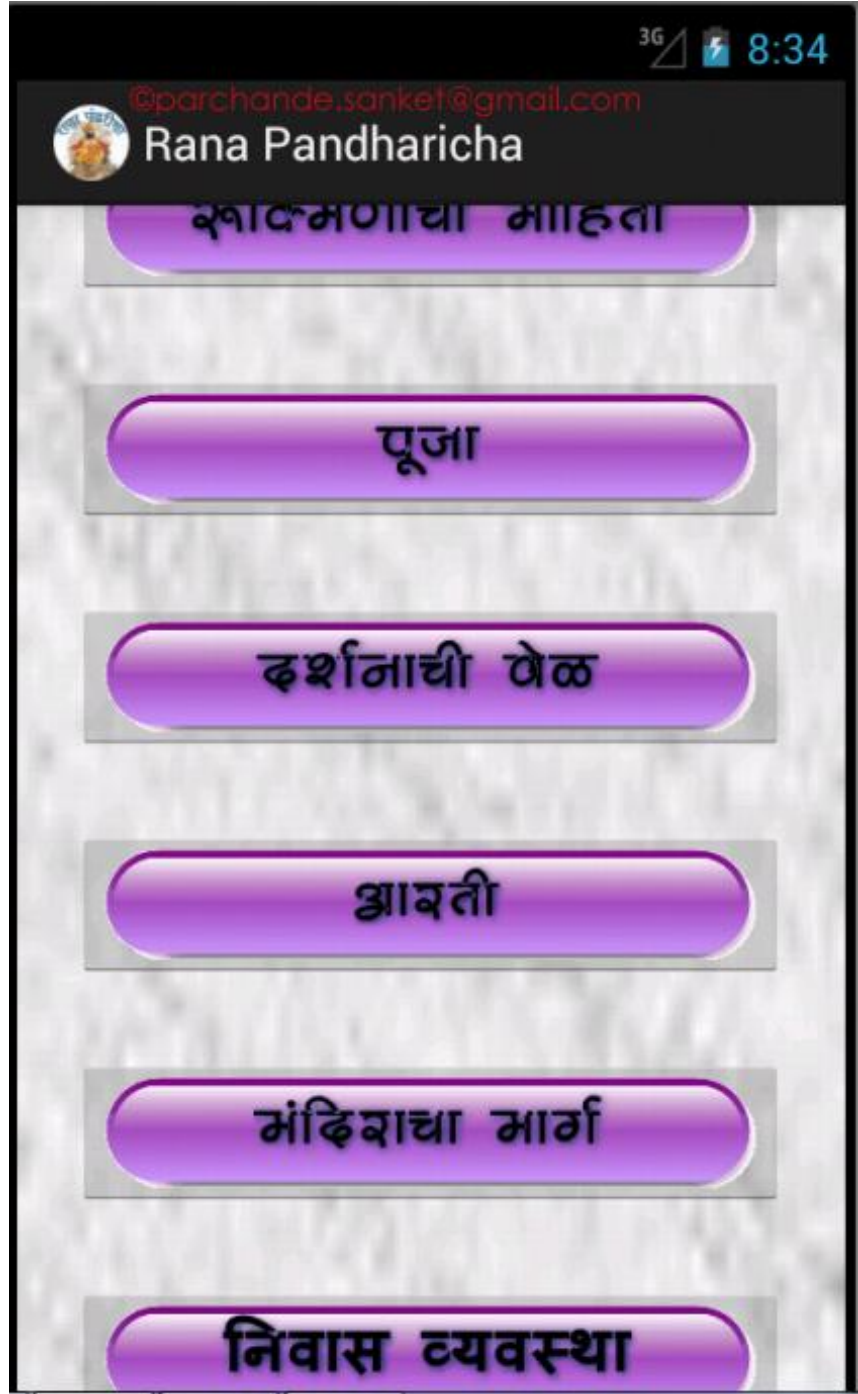 3G 8:34
©parchande.sanket@gmail.com
Rana Pandharicha
रूक्मिणीची माहिती
पूजा
दर्शनाची वेळ
आरती
मंदिराचा मार्ग
निवास व्यवस्था